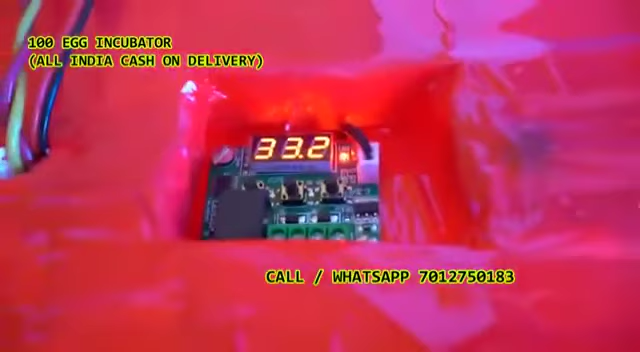 100 EGG INCUBATOR
(ALL INDIA CASH ON DELIVERY)
33.2
CALL / WHATSAPP 7012750183